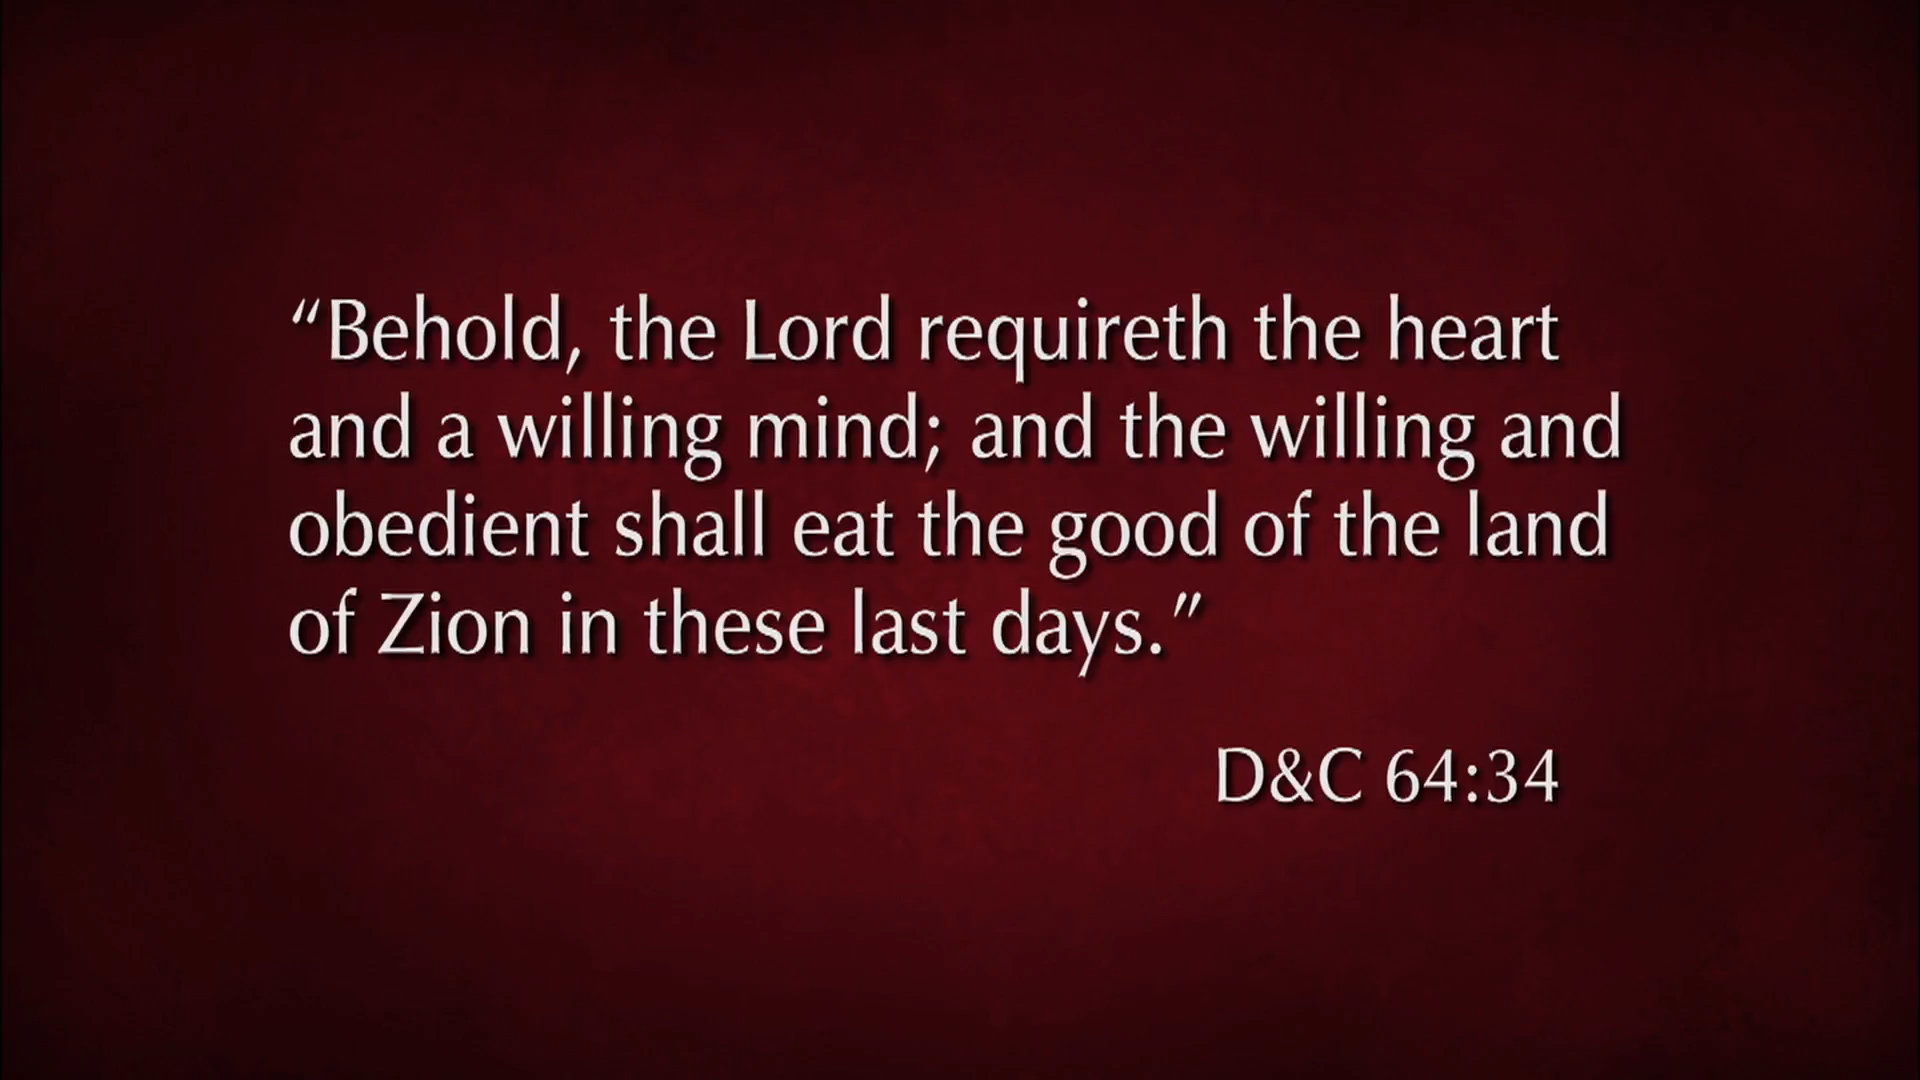 “Behold, the Lord requireth the heart
and a willing mind; and the willing and
obedient shall eat the good of the land
of Zion in these last days.”
D&C 64:34